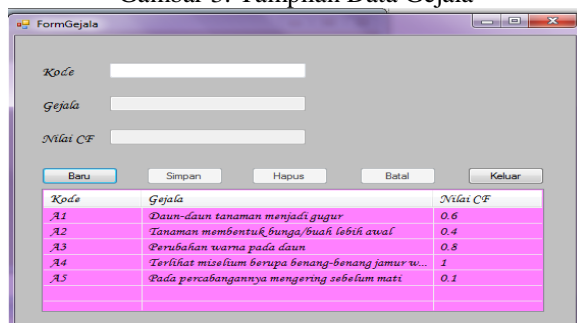 Gambar 3. Tampilan Data Gejala
FormGejala
Kode
Gejala
Nilai CF
Baru Simpan Hapus Batal Keluar
Kode Gejala Nilai CF
A1 Daun-daun tanaman menjadi gugur 0.6
A2 Tanaman membentuk bunga/buah lebih awal 0.4
A3 Perubahan warna pada daun 0.8
A4 Terlihat miselium berupa benang-benang jamur w... 1
A5 Pada percabangannya mengering sebelum mati 0.1